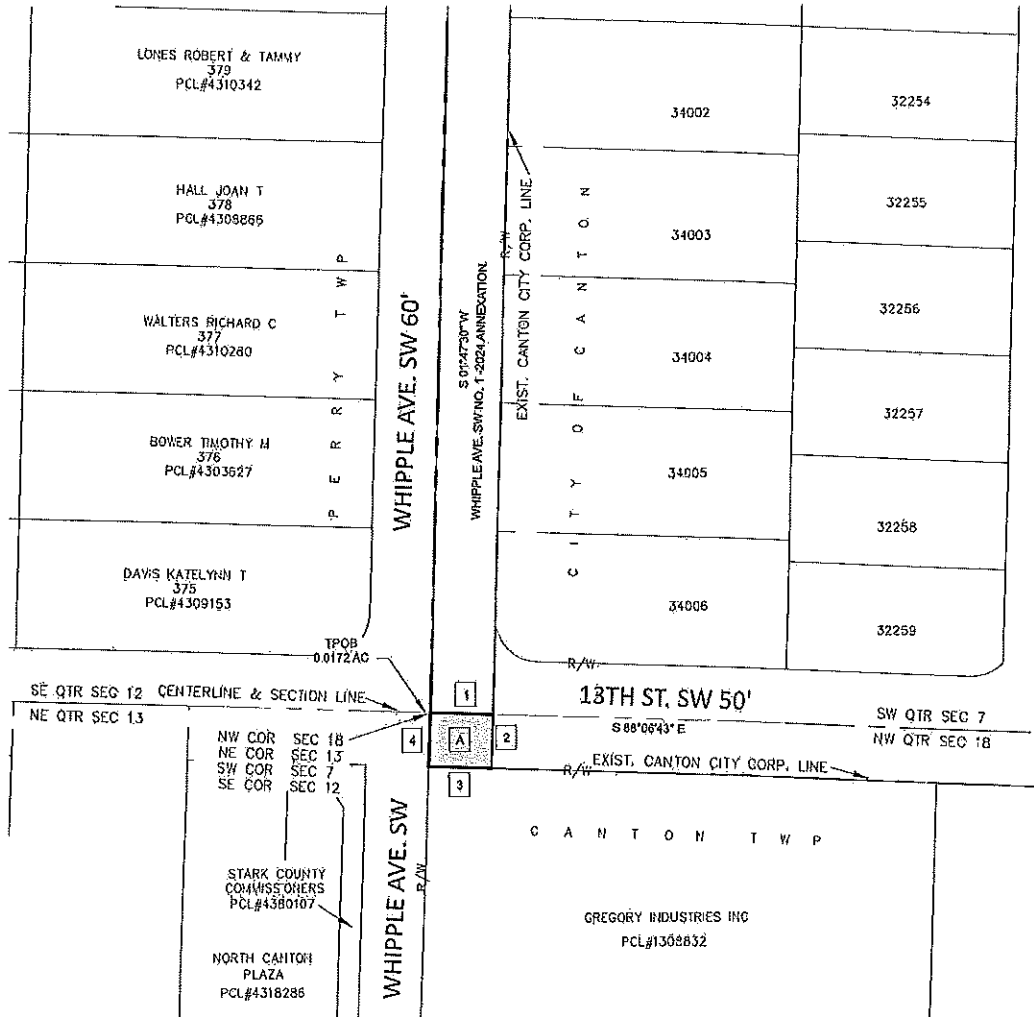 LONES ROBERT & TAMMY
379
PCL#4310342
HALL JOAN T
378
PCL#4308866
WALTERS RICHARD C
377
PCL#4310280
BOWER TIMOTHY M
376
PCL#4303627
DAVIS KATELYNN T
375
PCL#4309153
PERRY TWP
WHIPPLE AVE. SW 60'
S 01°47'30" W
WHIPPLE AVE. SW NO. 1-2024 ANNEXATION
R/W
EXIST. CANTON CITY CORP. LINE
CITY OF CANTON
34002
34003
34004
34005
34006
32254
32255
32256
32257
32258
32259
TPOB
0.0172 AC
R/W
SE QTR SEC 12 CENTERLINE & SECTION LINE
NE QTR SEC 13
1
13TH ST. SW 50'
S 88°06'43" E
SW QTR SEC 7
NW QTR SEC 18
4
A
2
3
NW COR SEC 18
NE COR SEC 13
SW COR SEC 7
SE COR SEC 12
R/W
EXIST. CANTON CITY CORP. LINE
CANTON TWP
WHIPPLE AVE. SW
R/W
STARK COUNTY
COMMISSONERS
PCL#4380107
NORTH CANTON
PLAZA
PCL#4318286
GREGORY INDUSTRIES INC
PCL#1308832